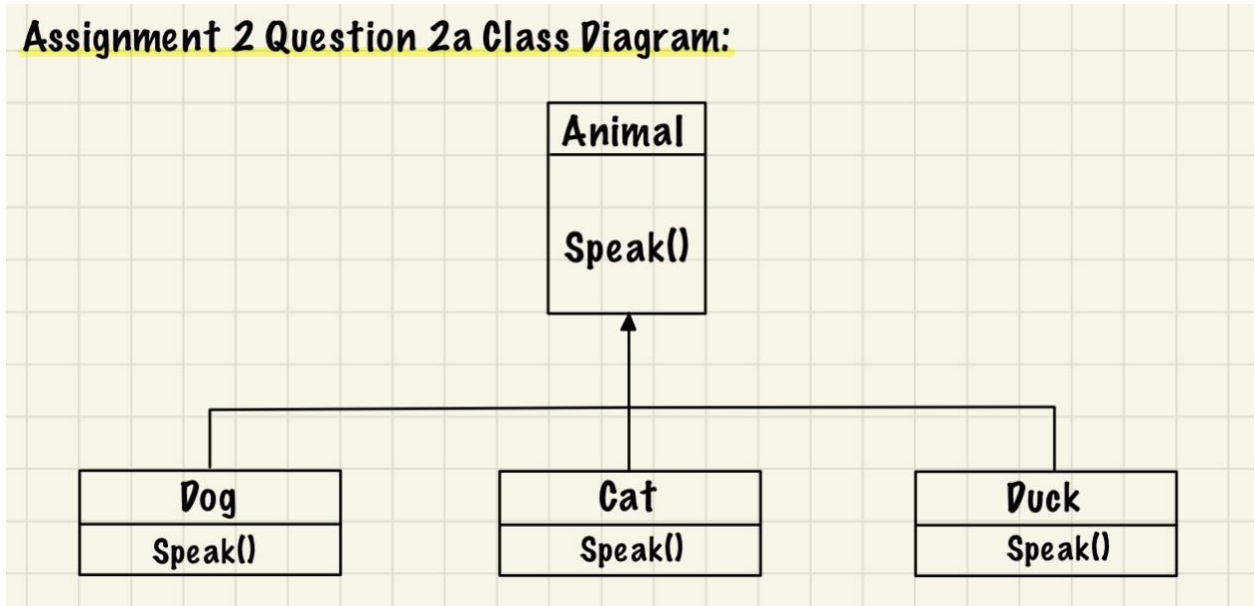 Assignment 2 Question 2a Class Diagram:
Animal
Speak()
Dog
Speak()
Cat
Speak()
Duck
Speak()